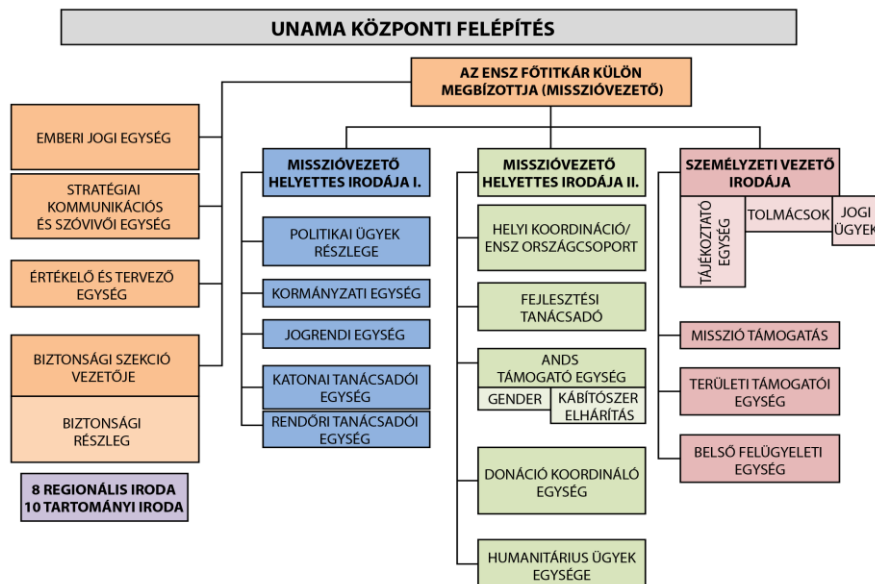 UNAMA KÖZPONTI FELÉPÍTÉS
AZ ENSZ FŐTITKÁR KÜLÖN
MEGBÍZOTTJA (MISSZIÓVEZETŐ)
EMBERI JOGI EGYSÉG
STRATÉGIAI
KOMMUNIKÁCIÓS
ÉS SZÓVIVŐI EGYSÉG
ÉRTÉKELŐ ÉS TERVEZŐ
EGYSÉG
BIZTONSÁGI SZEKCIÓ
VEZETŐJE
BIZTONSÁGI
RÉSZLEG
8 REGIONÁLIS IRODA
10 TARTOMÁNYI IRODA
MISSZIÓVEZETŐ
HELYETTES IRODÁJA I.
POLITIKAI ÜGYEK
RÉSZLEGE
KORMÁNYZATI EGYSÉG
JOGRENDI EGYSÉG
KATONAI TANÁCSADÓI
EGYSÉG
RENDŐRI TANÁCSADÓI
EGYSÉG
MISSZIÓVEZETŐ
HELYETTES IRODÁJA II.
HELYI KOORDINÁCIÓ/
ENSZ ORSZÁGCSOPORT
FEJLESZTÉSI
TANÁCSADÓ
ANDS
TÁMOGATÓ EGYSÉG
GENDER
KÁBÍTÓSZER
ELHÁRÍTÁS
DONÁCIÓ KOORDINÁLÓ
EGYSÉG
HUMANITÁRIUS ÜGYEK
EGYSÉGE
SZEMÉLYZETI VEZETŐ
IRODÁJA
TÁJÉKOZTATÓ
EGYSÉG
TOLMÁCSOK
JOGI
ÜGYEK
MISSZIÓ TÁMOGATÁS
TERÜLETI TÁMOGATÓI
EGYSÉG
BELSŐ FELÜGYELETI
EGYSÉG